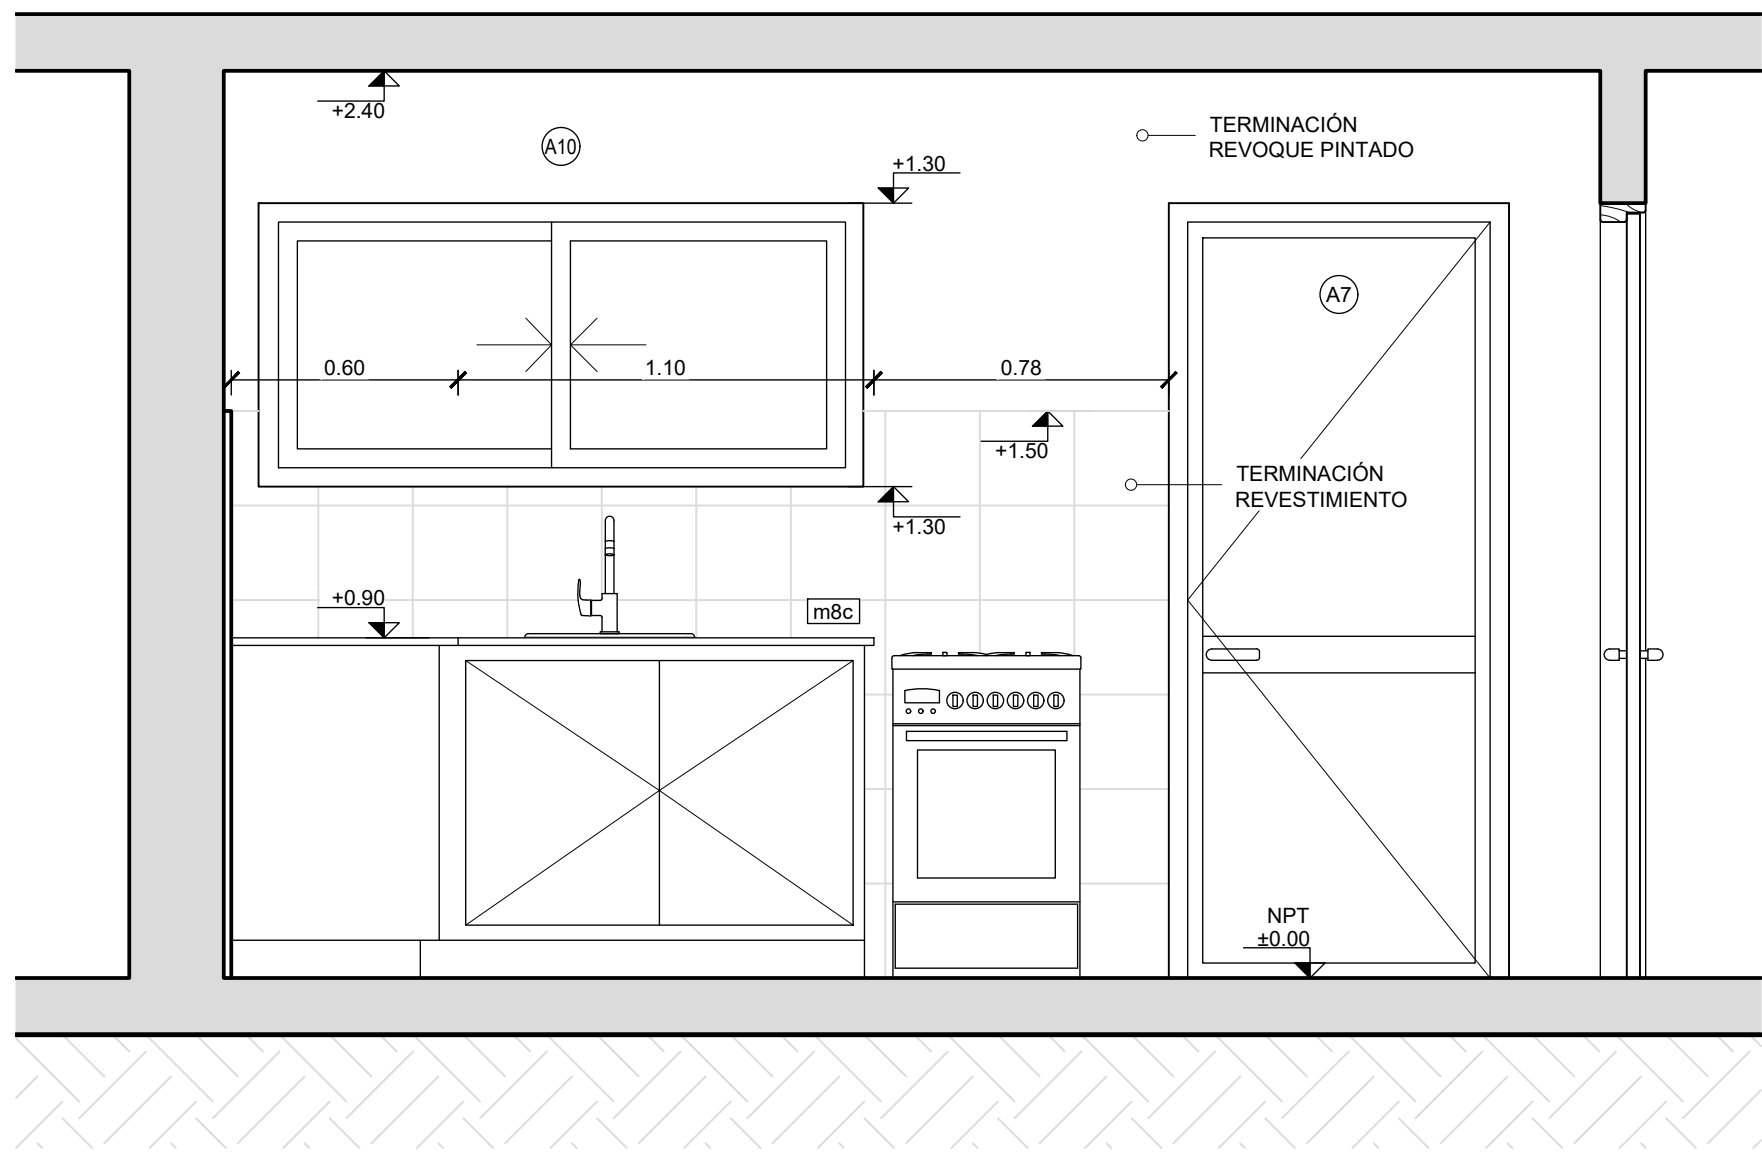 +2.40
A10
TERMINACIÓN
REVOQUE PINTADO
+1.30
A7
0.60
1.10
0.78
+1.50
TERMINACIÓN
REVESTIMIENTO
+1.30
+0.90
m8c
NPT
±0.00